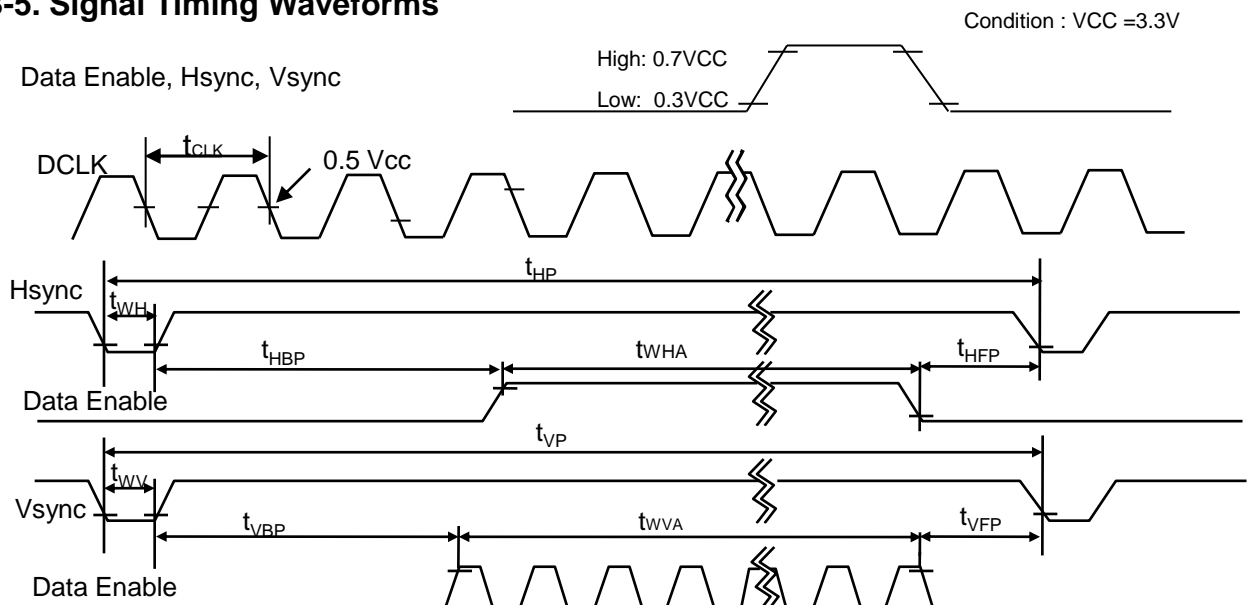 3-5. Signal Timing Waveforms
Condition : VCC =3.3V
Data Enable, Hsync, Vsync
High: 0.7VCC
Low: 0.3VCC
DCLK
tCLK
0.5 Vcc
tHP
Hsync
tWH
tHBP
tWHA
tHFP
Data Enable
tVP
tWV
Vsync
tVBP
tWVA
tVFP
Data Enable